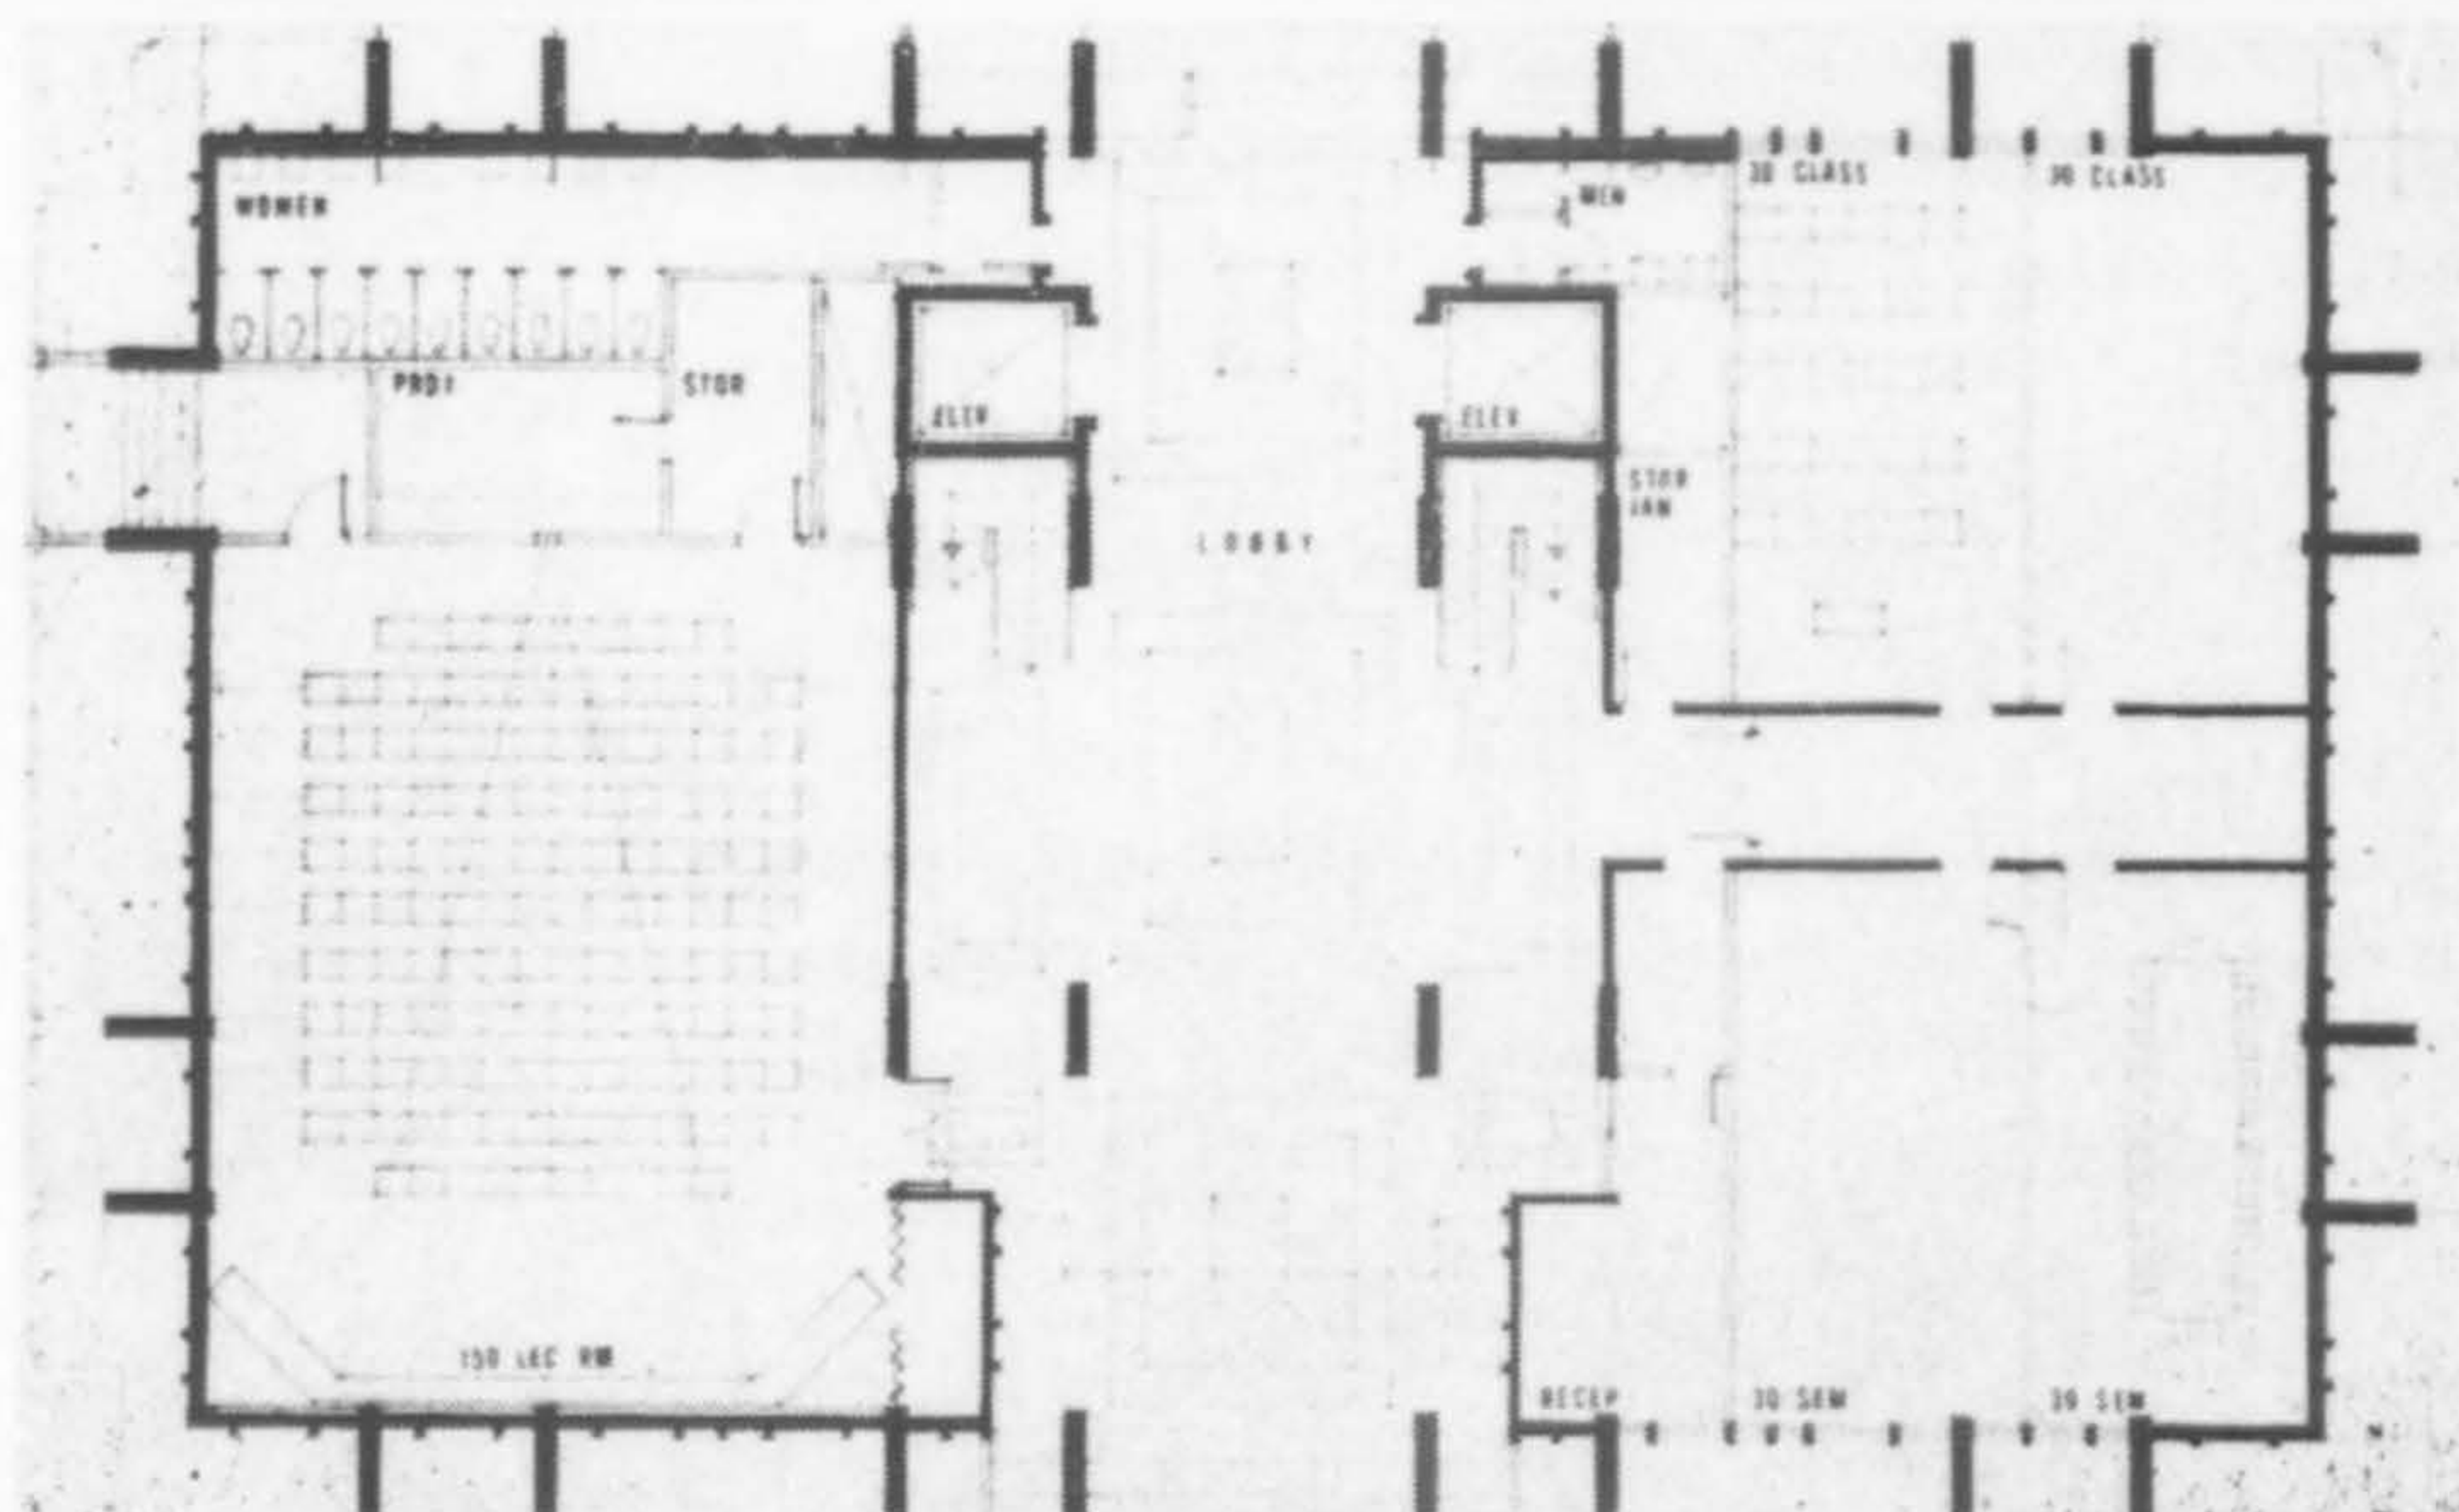 WOMEN
MEN
30 CLASS
30 CLASS
PROJ
STOR
ELEV
ELEV
STOR
JAN
LOBBY
150 LEC RM
RECEP
30 SEM
30 SEM